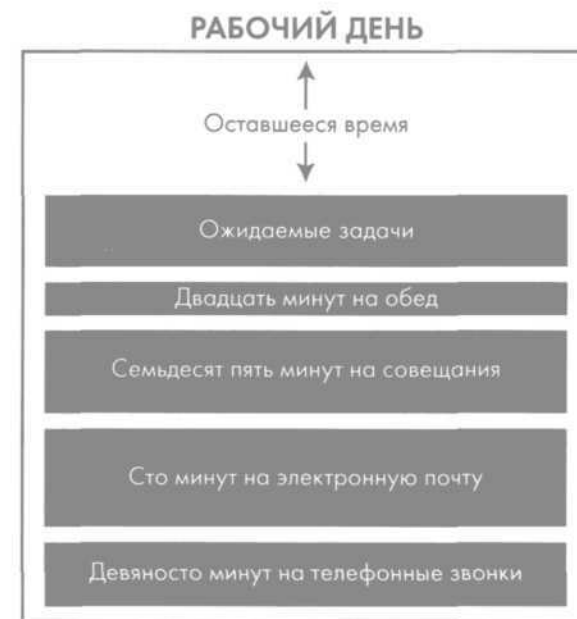 РАБОЧИЙ ДЕНЬ
Оставшееся время
Ожидаемые задачи
Двадцать минут на обед
Семьдесят пять минут на совещания
Сто минут на электронную почту
Девяносто минут на телефонные звонки